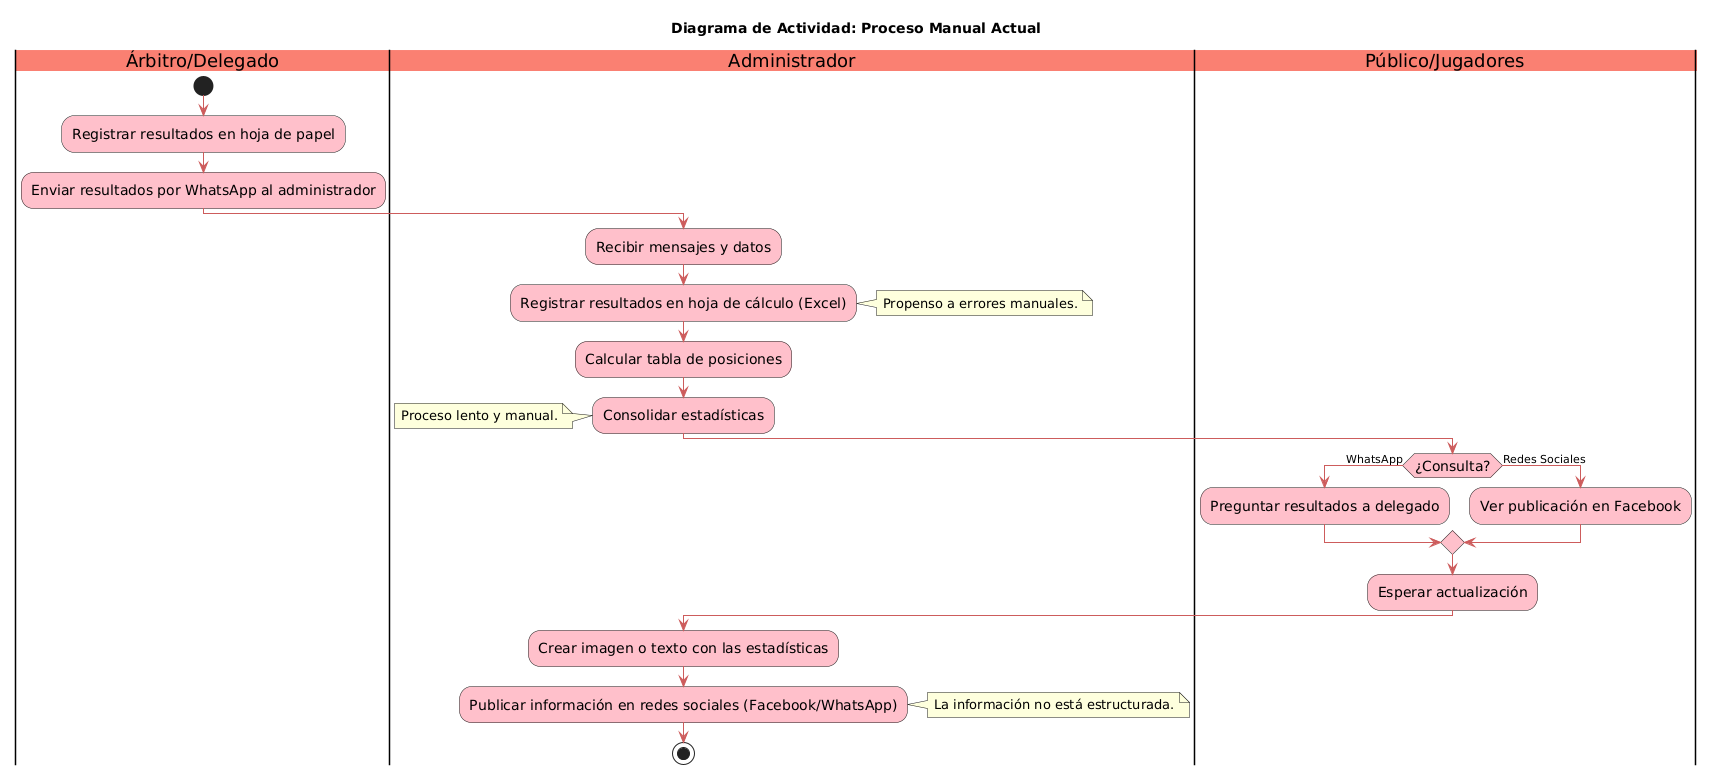 Diagrama de Actividad: Proceso Manual Actual
Árbitro/Delegado
Administrador
Público/Jugadores
Registrar resultados en hoja de papel
Enviar resultados por WhatsApp al administrador
Recibir mensajes y datos
Registrar resultados en hoja de cálculo (Excel)
Propenso a errores manuales.
Calcular tabla de posiciones
Proceso lento y manual.
Consolidar estadísticas
WhatsApp
¿Consulta?
Redes Sociales
Preguntar resultados a delegado
Ver publicación en Facebook
Esperar actualización
Crear imagen o texto con las estadísticas
Publicar información en redes sociales (Facebook/WhatsApp)
La información no está estructurada.